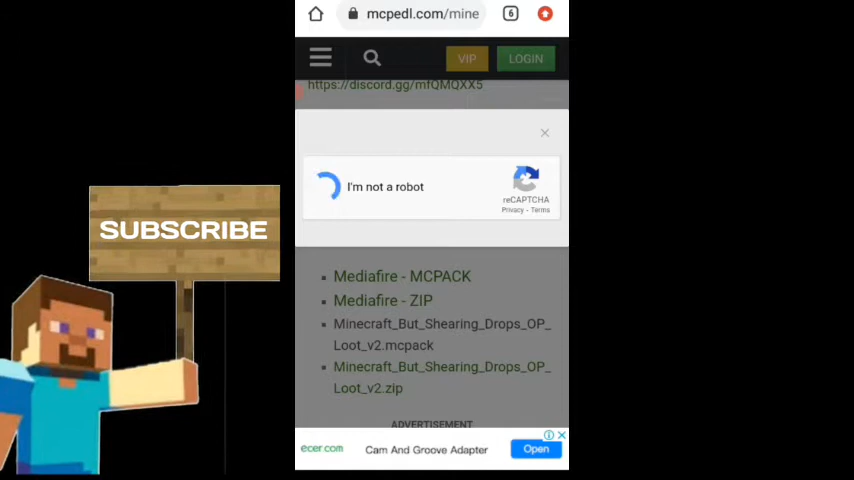 mcpedl.com/mine
6
VIP
LOGIN
https://discord.gg/mfQMQXX5
I'm not a robot
reCAPTCHA
Privacy - Terms
SUBSCRIBE
Mediafire - MCPACK
Mediafire - ZIP
Minecraft_But_Shearing_Drops_OP_
Loot_v2.mcpack
Minecraft_But_Shearing_Drops_OP_
Loot_v2.zip
ADVERTISEMENT
ecer.com
Cam And Groove Adapter
Open